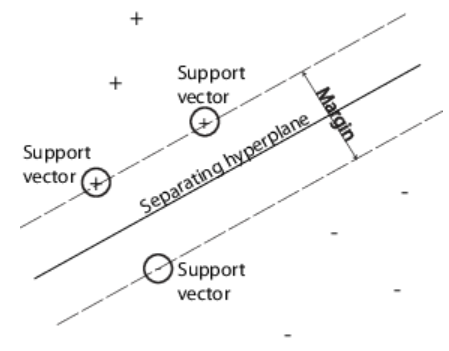 +
+
Support
vector
+
Margin
Separating hyperplane
Support
vector
+
-
-
Support
vector
-
-